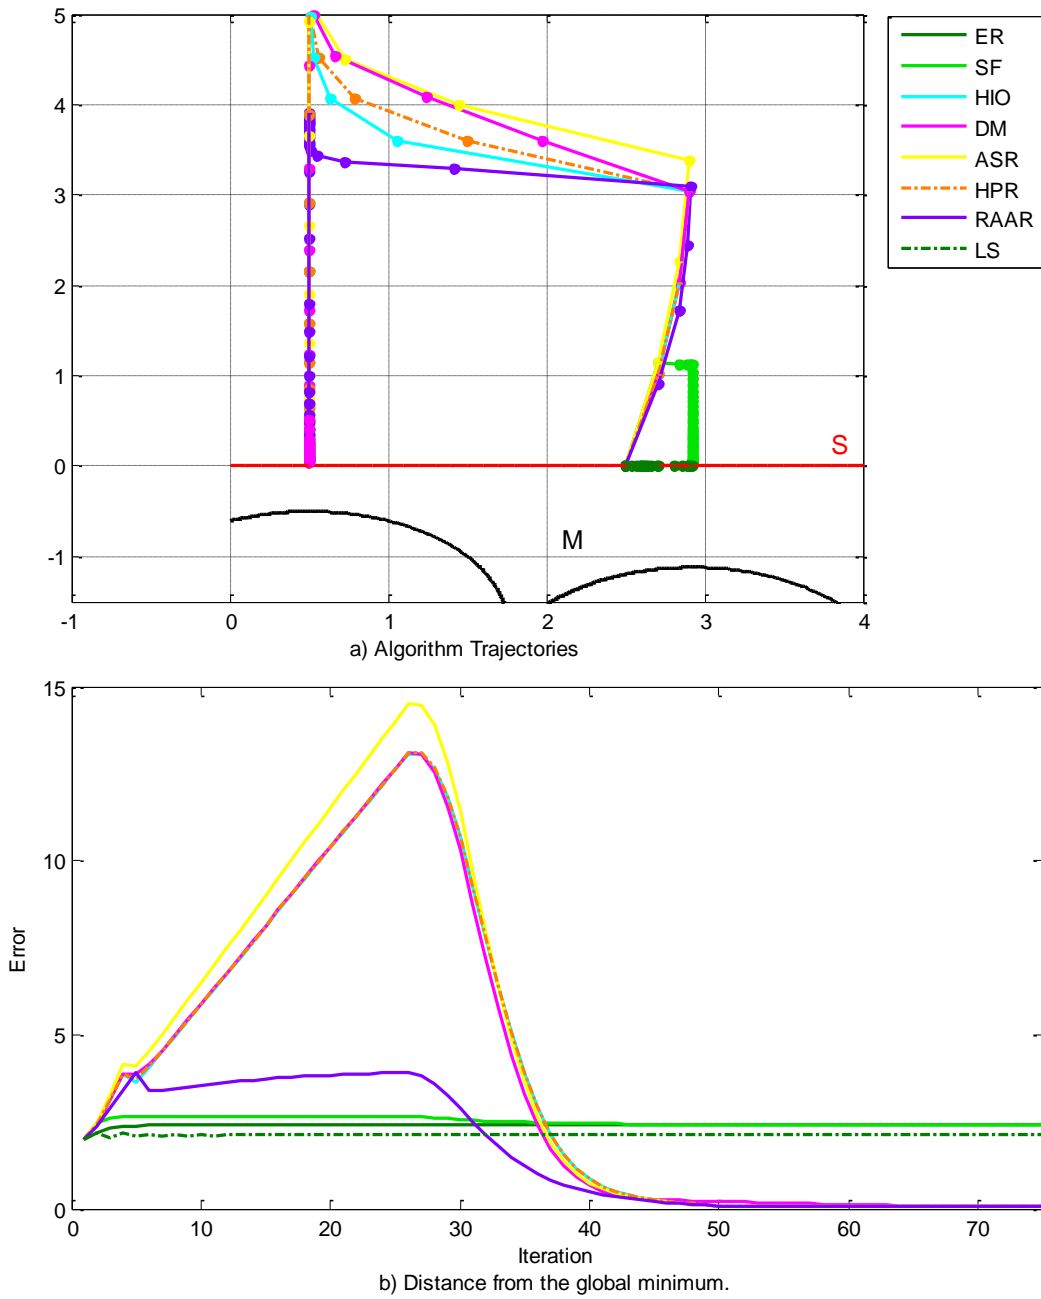 5
4
3
2
1
0
-1
-1
0
1
2
3
4
S
M
a) Algorithm Trajectories
ER
SF
HIO
DM
ASR
HPR
RAAR
LS
15
10
5
0
Error
0
10
20
30
40
50
60
70
Iteration
b) Distance from the global minimum.